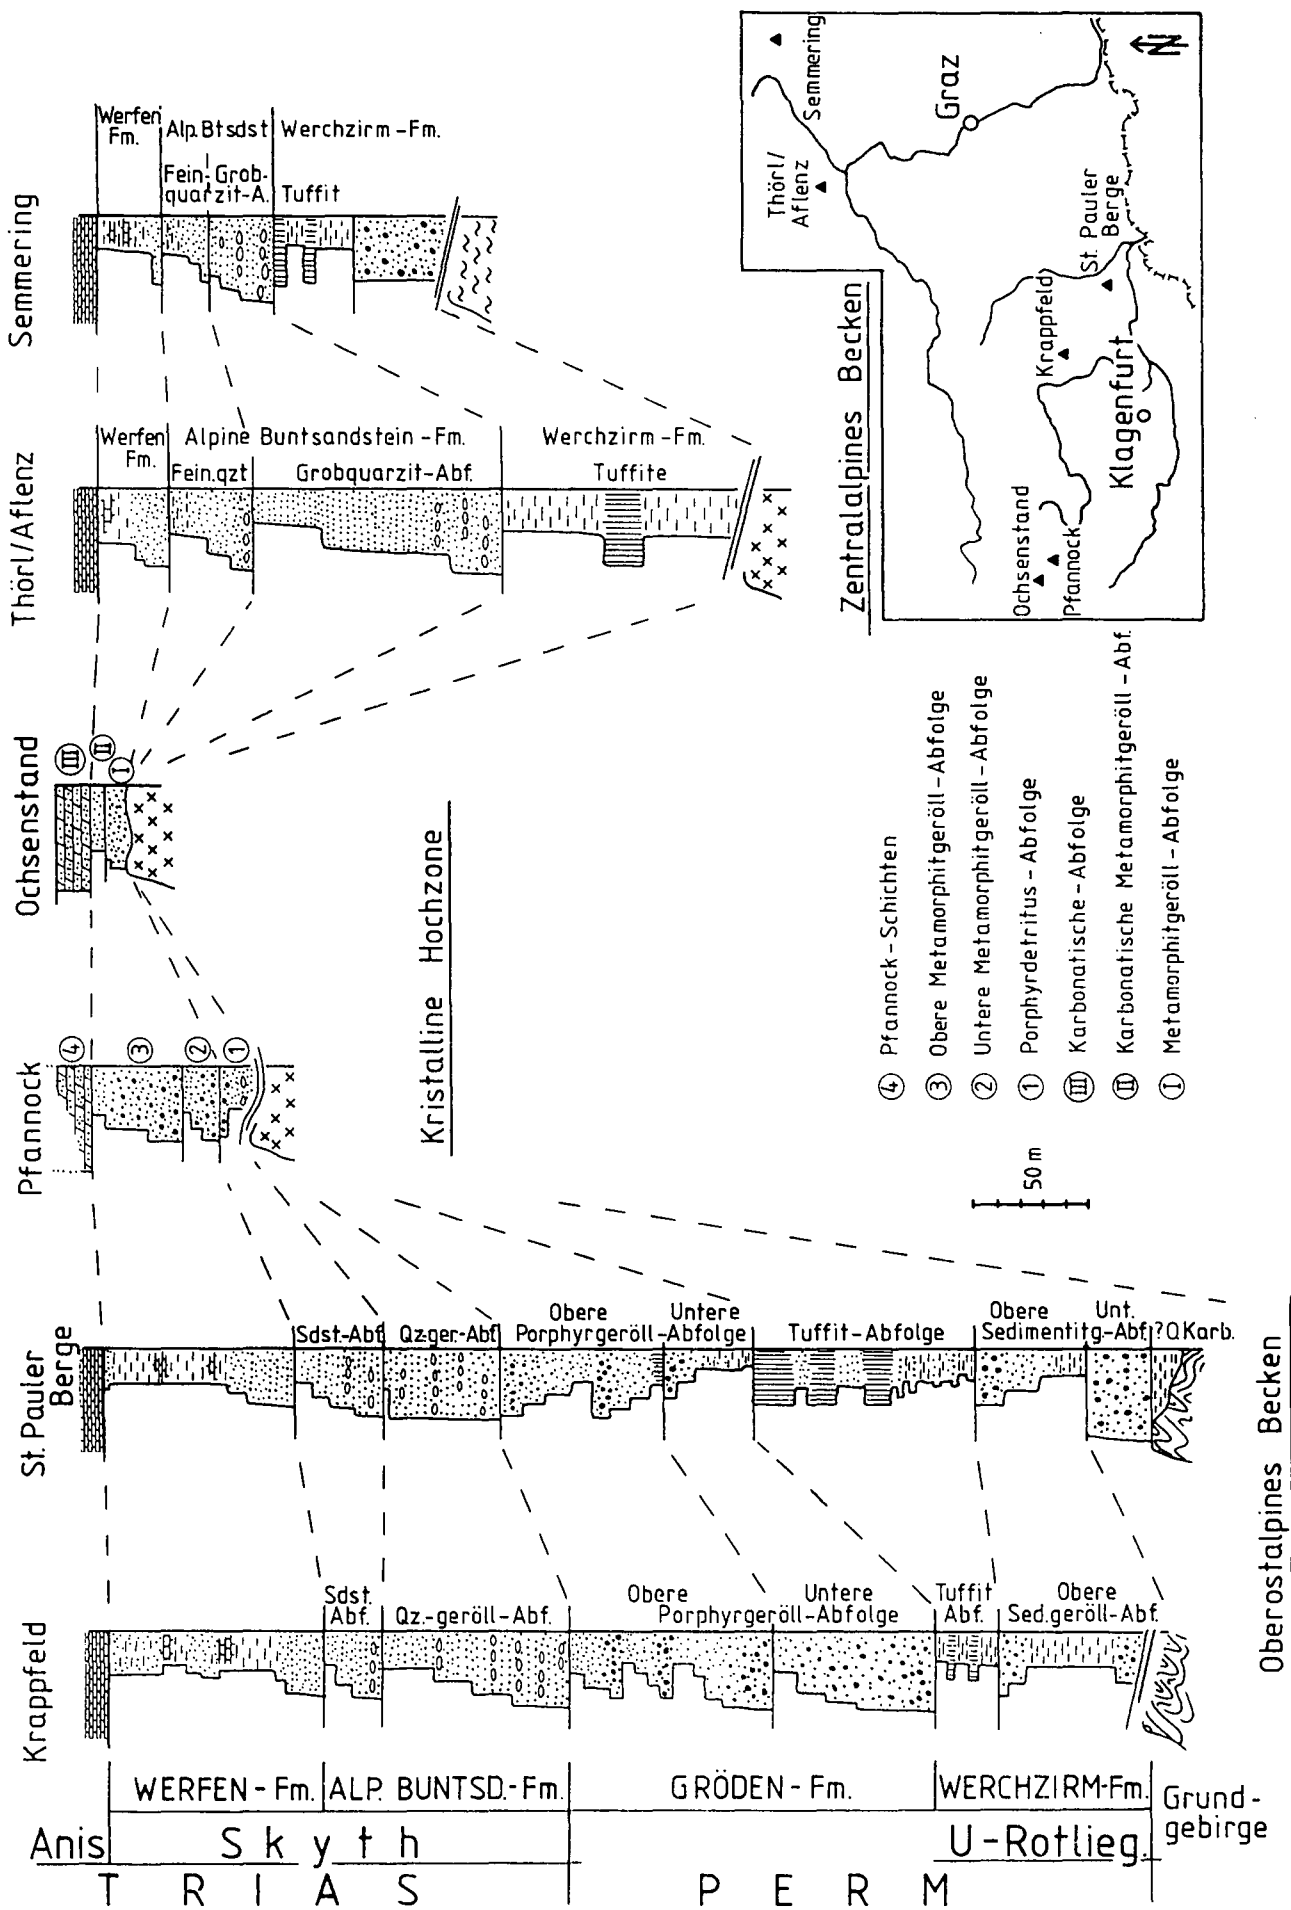 Semmering
Werfen
Fm.
Alp.Btsdst
Werchzirm-Fm.
Fein- Grob-
quarzit-A.
Tuffit
Thörl/Aflenz
Werfen
Fm.
Alpine Buntsandstein-Fm.
Werchzirm-Fm.
Fein.qzt
Grobquarzit-Abf.
Tuffite
Ochsenstand
III
II
I
Pfannock
4
3
2
1
Kristalline Hochzone
Zentralalpines Becken
St. Pauler
Berge
Sdst-Abf.
Qz.ger.-Abf.
Obere
Untere
Porphyrgeröll-Abfolge
Tuffit-Abfolge
Obere
Unt.
Sedimentitg.-Abf.
?Q Karb.
Krappfeld
Sdst.
Abf.
Qz.-geröll-Abf.
Obere
Untere
Porphyrgeröll-Abfolge
Tuffit
Abf.
Obere
Sed.geröll-Abf.
Oberostalpines Becken
WERFEN-Fm.
ALP. BUNTSD.-Fm.
GRÖDEN-Fm.
WERCHZIRM-Fm.
Grund-
gebirge
Anis
Skyth
U-Rotlieg.
TRIAS
PERM
50 m
4 Pfannock-Schichten
3 Obere Metamorphitgeröll-Abfolge
2 Untere Metamorphitgeröll-Abfolge
1 Porphyrdetritus-Abfolge
III Karbonatische-Abfolge
II Karbonatische Metamorphitgeröll-Abf.
I Metamorphitgeröll-Abfolge
Semmering
Thörl/
Aflenz
Graz
St. Pauler
Berge
Krappfeld
Klagenfurt
Ochsenstand
Pfannock
N